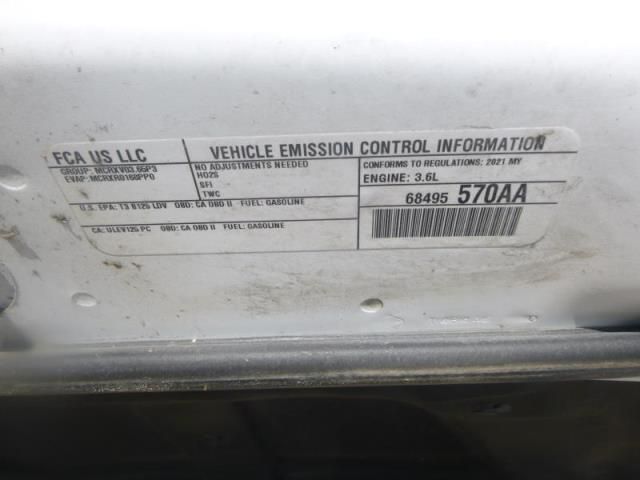 FCA US LLC
GROUP: MCRXV03.65P3
EVAP: MCRXR0168PP0
VEHICLE EMISSION CONTROL INFORMATION
NO ADJUSTMENTS NEEDED
HO2S
SFI
TWC
CONFORMS TO REGULATIONS: 2021 MY
ENGINE: 3.6L
U.S. EPA: T3 B125 LDV OBD: CA OBD II FUEL: GASOLINE
CA: ULEV125 PC OBD: CA OBD II FUEL: GASOLINE
68495 570AA